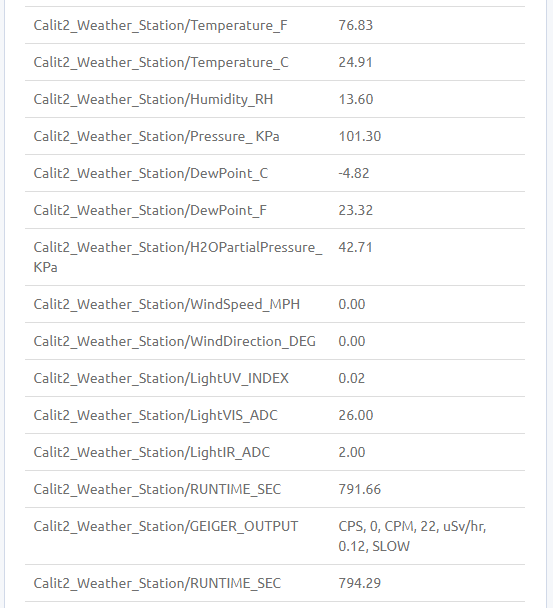 Calit2_Weather_Station/Temperature_F 76.83
Calit2_Weather_Station/Temperature_C 24.91
Calit2_Weather_Station/Humidity_RH 13.60
Calit2_Weather_Station/Pressure_ KPa 101.30
Calit2_Weather_Station/DewPoint_C -4.82
Calit2_Weather_Station/DewPoint_F 23.32
Calit2_Weather_Station/H2OPartialPressure_ 42.71
KPa
Calit2_Weather_Station/WindSpeed_MPH 0.00
Calit2_Weather_Station/WindDirection_DEG 0.00
Calit2_Weather_Station/LightUV_INDEX 0.02
Calit2_Weather_Station/LightVIS_ADC 26.00
Calit2_Weather_Station/LightIR_ADC 2.00
Calit2_Weather_Station/RUNTIME_SEC 791.66
Calit2_Weather_Station/GEIGER_OUTPUT CPS, 0, CPM, 22, uSv/hr,
0.12, SLOW
Calit2_Weather_Station/RUNTIME_SEC 794.29